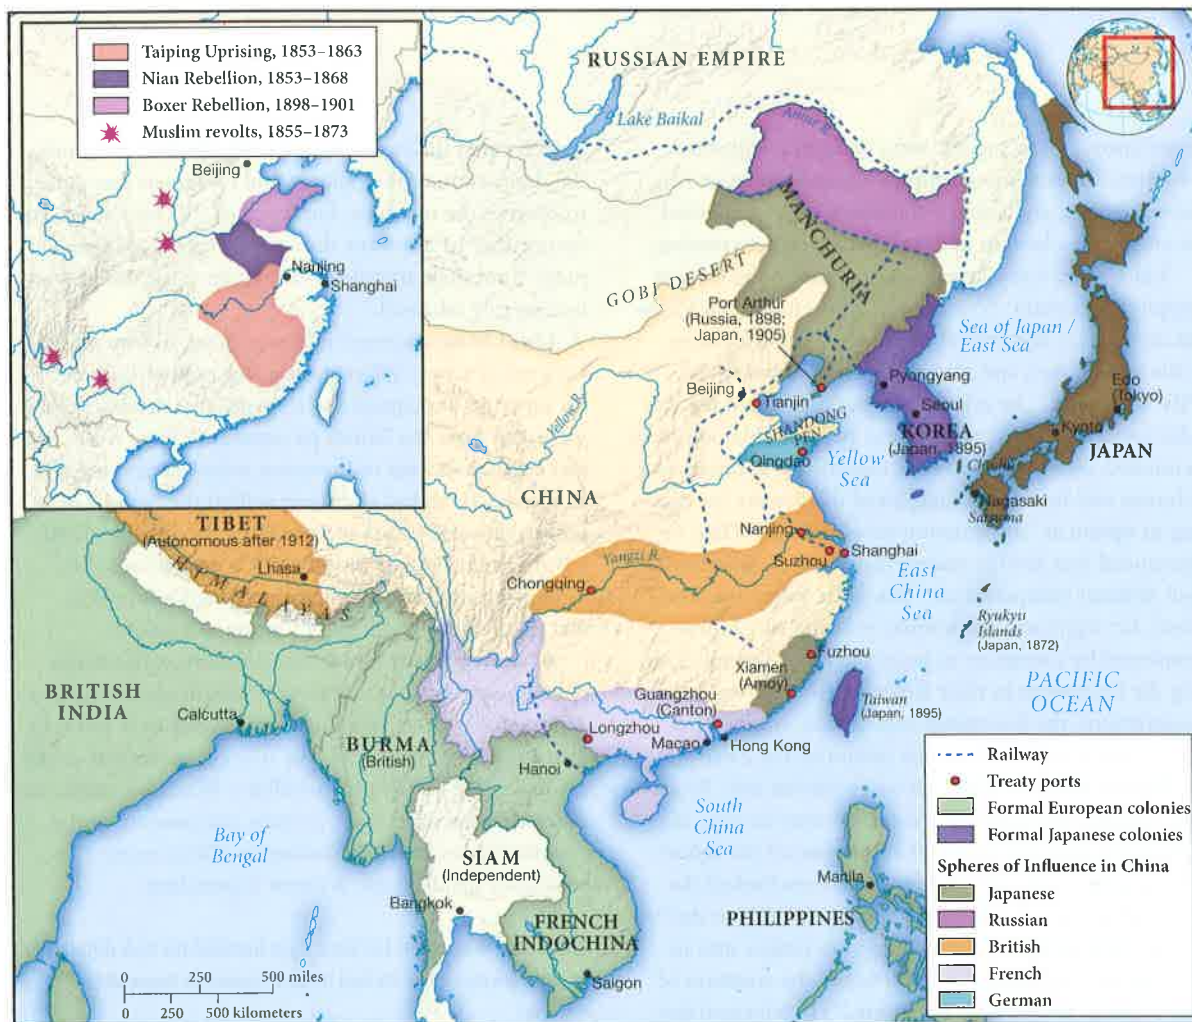 Taiping Uprising, 1853–1863
Nian Rebellion, 1853–1868
Boxer Rebellion, 1898–1901
Muslim revolts, 1855–1873
Beijing
Nanjing
Shanghai
RUSSIAN EMPIRE
Lake Baikal
Amur R.
MANCHURIA
GOBI DESERT
Port Arthur
(Russia, 1898;
Japan, 1905)
Sea of Japan /
East Sea
Beijing
Tianjin
Pyongyang
Seoul
KOREA
(Japan, 1895)
Edo
(Tokyo)
Kyoto
JAPAN
Yellow R.
SHANDONG
PEN.
Qingdao
Yellow
Sea
Nagasaki
Satsuma
CHINA
TIBET
(Autonomous after 1912)
Lhasa
HIMALAYAS
Nanjing
Suzhou
Shanghai
Yangzi R.
Chongqing
East
China
Sea
Ryukyu
Islands
(Japan, 1872)
Fuzhou
Xiamen
(Amoy)
PACIFIC
OCEAN
BRITISH
INDIA
Guangzhou
(Canton)
Taiwan
(Japan, 1895)
Calcutta
Longzhou
Macao
Hong Kong
BURMA
(British)
Hanoi
Bay of
Bengal
South
China
Sea
SIAM
(Independent)
Bangkok
Manila
PHILIPPINES
FRENCH
INDOCHINA
Saigon
0 250 500 miles
0 250 500 kilometers
Railway
Treaty ports
Formal European colonies
Formal Japanese colonies
Spheres of Influence in China
Japanese
Russian
British
French
German